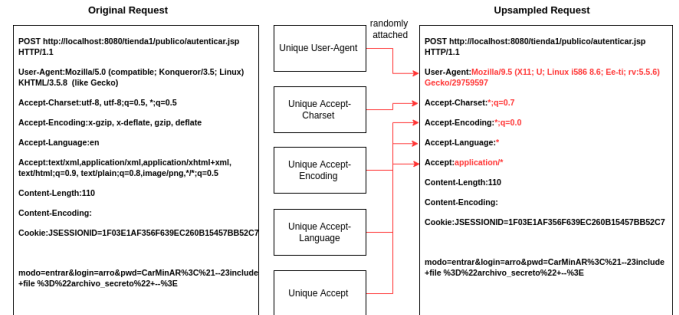 Original Request
POST http://localhost:8080/tienda1/publico/autenticar.jsp
HTTP/1.1
User-Agent:Mozilla/5.0 (compatible; Konqueror/3.5; Linux)
KHTML/3.5.8 (like Gecko)
Accept-Charset:utf-8, utf-8;q=0.5, *;q=0.5
Accept-Encoding:x-gzip, x-deflate, gzip, deflate
Accept-Language:en
Accept:text/xml,application/xml,application/xhtml+xml,
text/html;q=0.9, text/plain;q=0.8,image/png,*/*;q=0.5
Content-Length:110
Content-Encoding:
Cookie:JSESSIONID=1F03E1AF356F639EC260B15457BB52C7
modo=entrar&login=arro&pwd=CarMinAR%3C%21--23include
+file %3D%22archivo_secreto%22+--%3E
randomly
attached
Unique User-Agent
Unique Accept-
Charset
Unique Accept-
Encoding
Unique Accept-
Language
Unique Accept
Upsampled Request
POST http://localhost:8080/tienda1/publico/autenticar.jsp
HTTP/1.1
User-Agent:Mozilla/9.5 (X11; U; Linux i586 8.6; Ee-ti; rv:5.5.6)
Gecko/29759597
Accept-Charset:*;q=0.7
Accept-Encoding:*;q=0.0
Accept-Language:*
Accept:application/*
Content-Length:110
Content-Encoding:
Cookie:JSESSIONID=1F03E1AF356F639EC260B15457BB52C7
modo=entrar&login=arro&pwd=CarMinAR%3C%21--23include
+file %3D%22archivo_secreto%22+--%3E